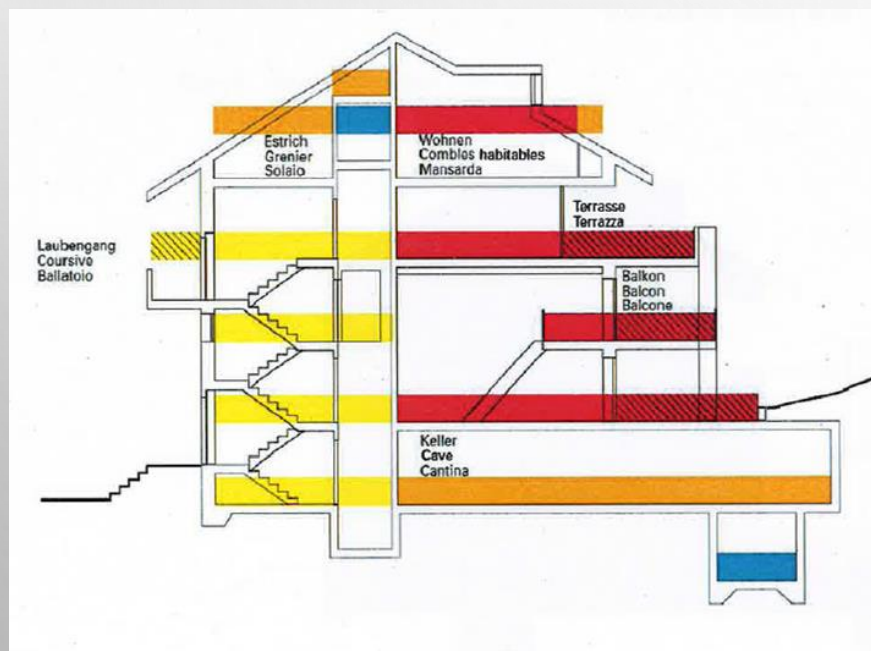 Estrich
Grenier
Solaio
Wohnen
Combles habitables
Mansarda
Terrasse
Terrazza
Laubengang
Coursive
Ballatoio
Balkon
Balcon
Balcone
Keller
Cave
Cantina